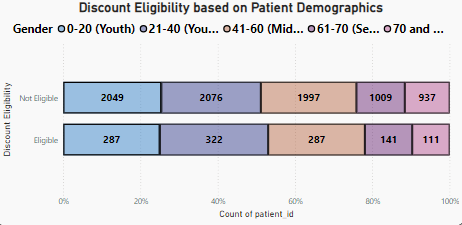 Discount Eligibility based on Patient Demographics
Gender 0-20 (Youth) 21-40 (You... 41-60 (Mid... 61-70 (Se... 70 and ...
Discount Eligibility
Not Eligible 2049 2076 1997 1009 937
Eligible 287 322 287 141 111
0% 20% 40% 60% 80% 100%
Count of patient_id